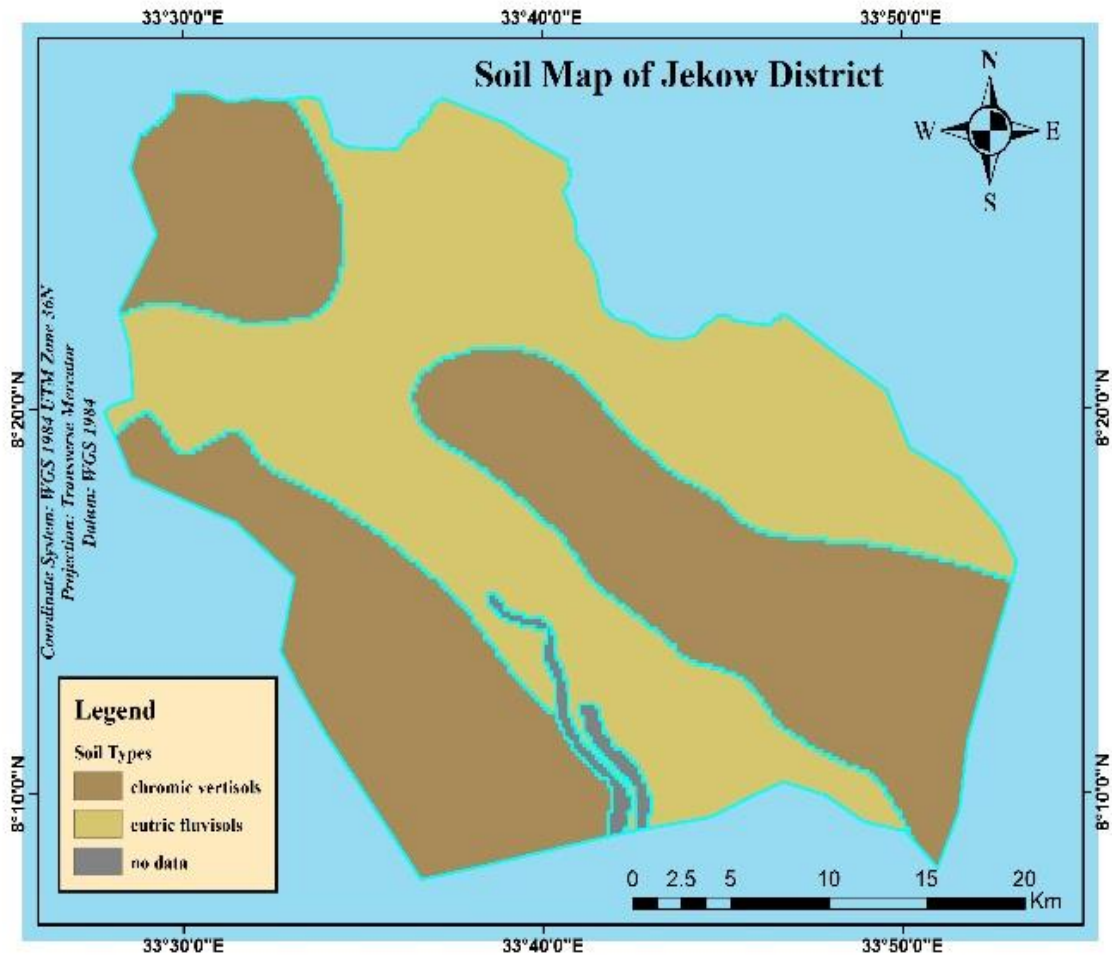 33°30'0"E 33°40'0"E 33°50'0"E
Soil Map of Jekow District
N
W E
S
8°20'0"N 8°20'0"N
Coordinate System: WGS 1984 UTM Zone 36N
Projection: Transverse Mercator
Datum: WGS 1984
Legend
Soil Types
chromic vertisols
eutric fluvisols
no data
8°10'0"N 8°10'0"N
0 2.5 5 10 15 20
Km
33°30'0"E 33°40'0"E 33°50'0"E